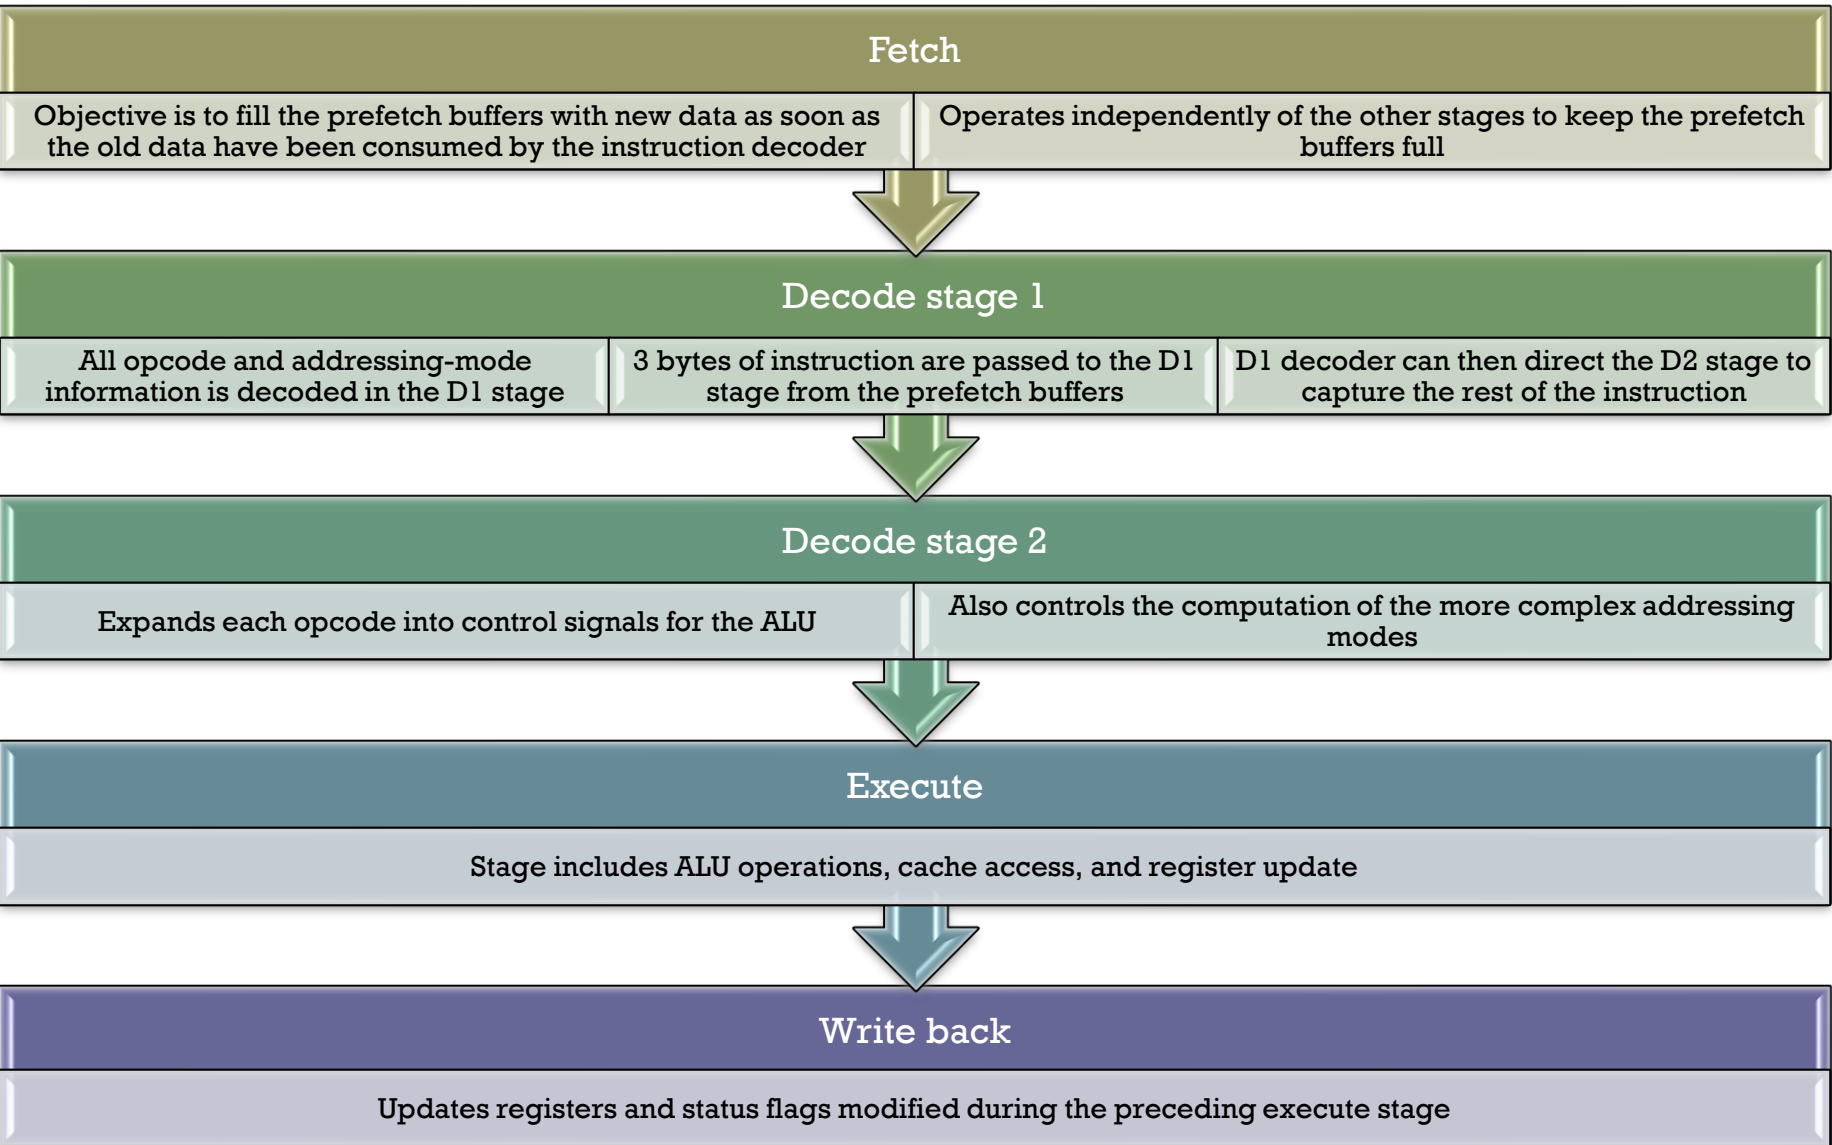 Fetch
Objective is to fill the prefetch buffers with new data as soon as
the old data have been consumed by the instruction decoder
Operates independently of the other stages to keep the prefetch
buffers full
Decode stage 1
All opcode and addressing-mode
information is decoded in the D1 stage
3 bytes of instruction are passed to the D1
stage from the prefetch buffers
D1 decoder can then direct the D2 stage to
capture the rest of the instruction
Decode stage 2
Expands each opcode into control signals for the ALU
Also controls the computation of the more complex addressing
modes
Execute
Stage includes ALU operations, cache access, and register update
Write back
Updates registers and status flags modified during the preceding execute stage